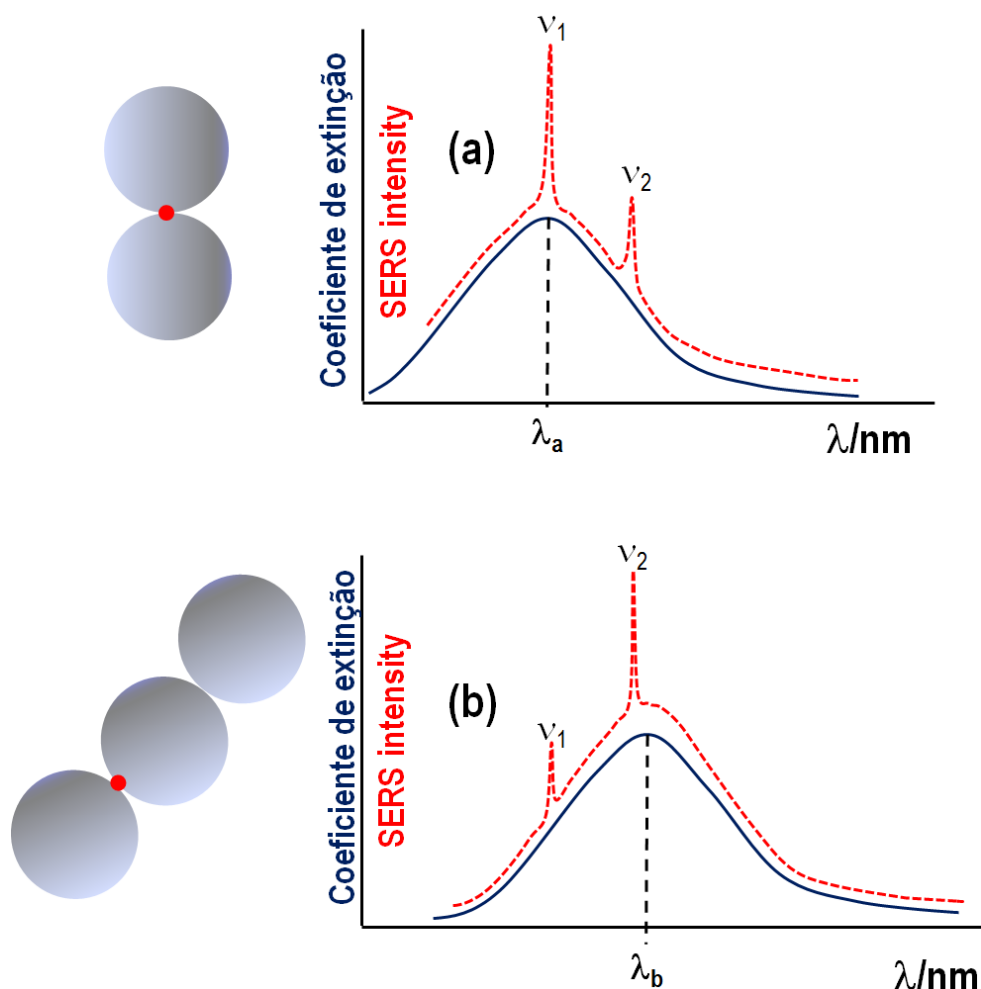 ν1
Coeficiente de extinção
SERS intensity
(a)
ν2
λa
λ/nm
ν2
Coeficiente de extinção
SERS intensity
(b)
ν1
λb
λ/nm